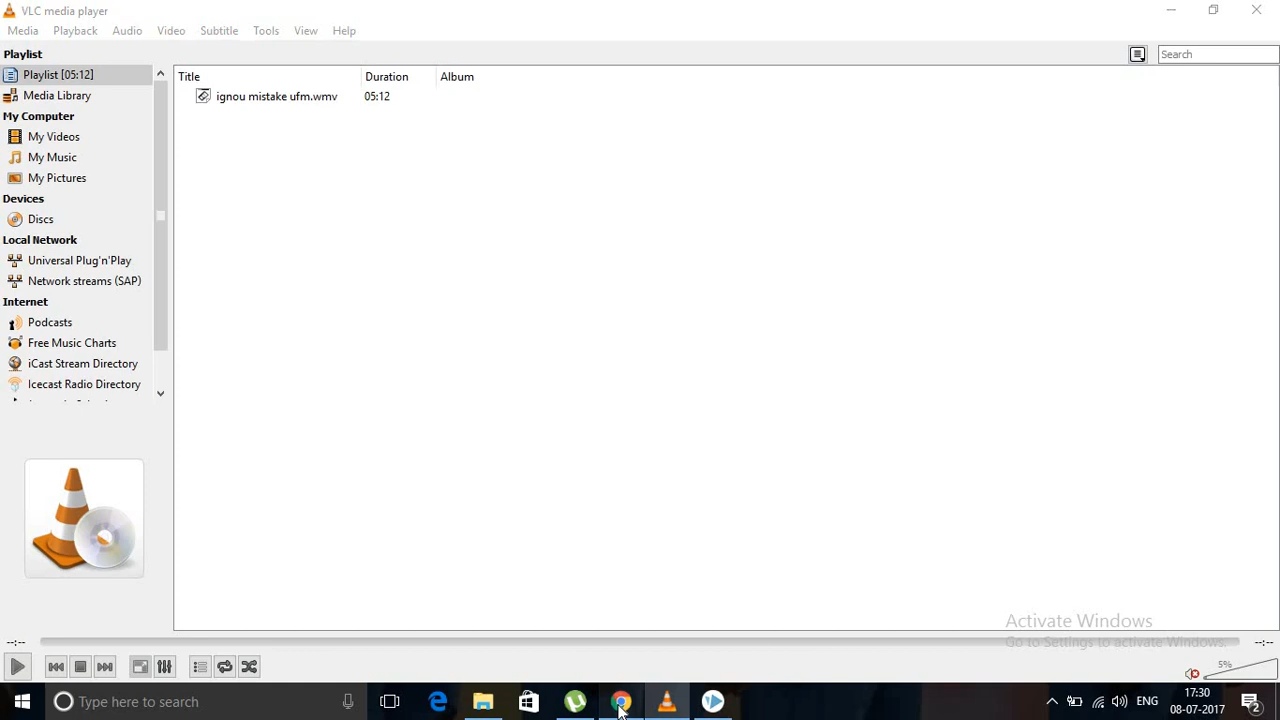 VLC media player
Media Playback Audio Video Subtitle Tools View Help
Playlist
Search
Playlist [05:12]
Title Duration Album
ignou mistake ufm.wmv 05:12
Media Library
My Computer
My Videos
My Music
My Pictures
Devices
Discs
Local Network
Universal Plug'n'Play
Network streams (SAP)
Internet
Podcasts
Free Music Charts
iCast Stream Directory
Icecast Radio Directory
Activate Windows
Go to Settings to activate Windows.
--:-- --:--
5%
Type here to search
ENG
17:30
08-07-2017
2